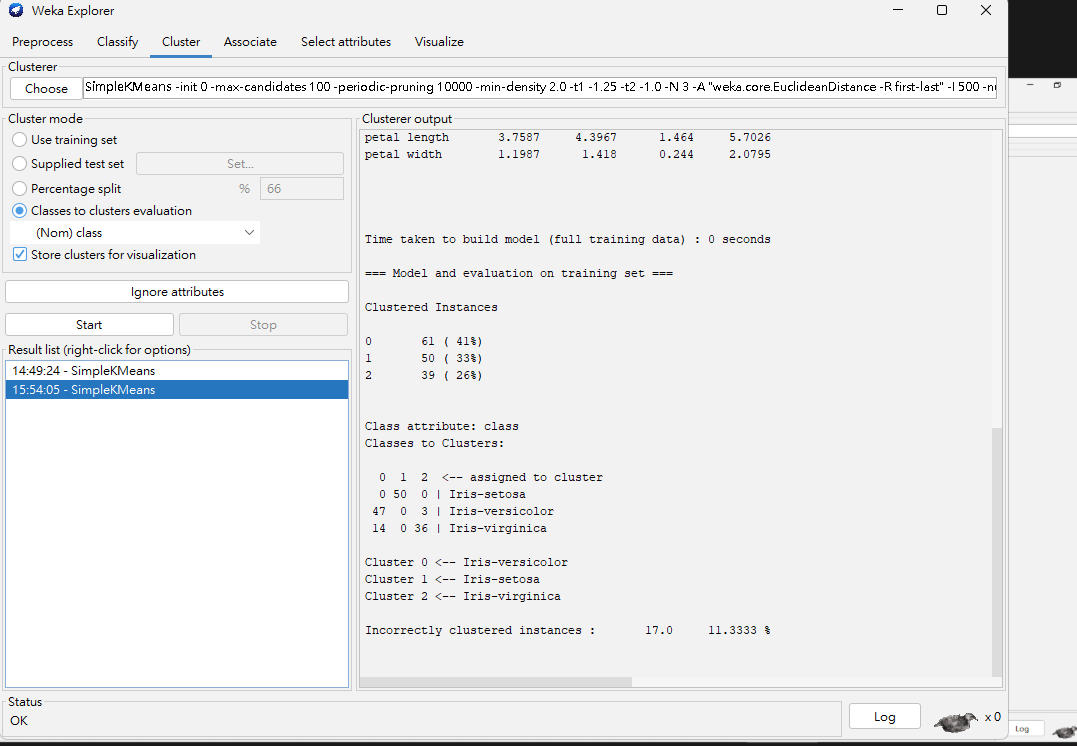 Weka Explorer
Preprocess Classify Cluster Associate Select attributes Visualize
Clusterer
Choose SimpleKMeans -init 0 -max-candidates 100 -periodic-pruning 10000 -min-density 2.0 -t1 -1.25 -t2 -1.0 -N 3 -A "weka.core.EuclideanDistance -R first-last" -I 500
Cluster mode
Use training set
Supplied test set Set...
Percentage split % 66
Classes to clusters evaluation
(Nom) class
Store clusters for visualization
Ignore attributes
Start Stop
Result list (right-click for options)
14:49:24 - SimpleKMeans
15:54:05 - SimpleKMeans
Clusterer output
petal length 3.7587 4.3967 1.464 5.7026
petal width 1.1987 1.418 0.244 2.0795
Time taken to build model (full training data) : 0 seconds
=== Model and evaluation on training set ===
Clustered Instances
0 61 ( 41%)
1 50 ( 33%)
2 39 ( 26%)
Class attribute: class
Classes to Clusters:
0 1 2 <-- assigned to cluster
0 50 0 | Iris-setosa
47 0 3 | Iris-versicolor
14 0 36 | Iris-virginica
Cluster 0 <-- Iris-versicolor
Cluster 1 <-- Iris-setosa
Cluster 2 <-- Iris-virginica
Incorrectly clustered instances : 17.0 11.3333 %
Status
OK
Log x 0
Log